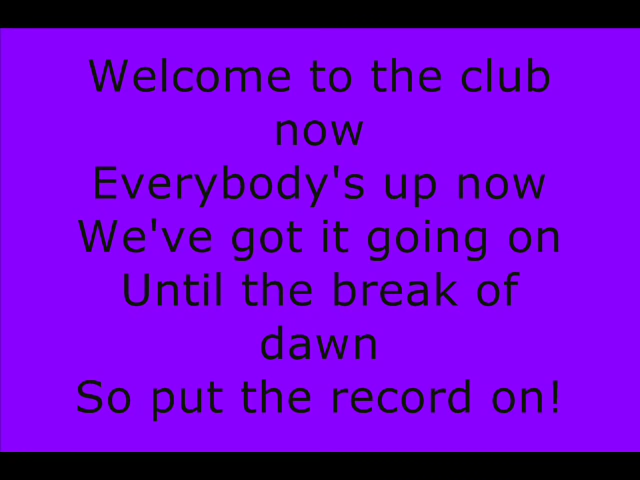 Welcome to the club
now
Everybody's up now
We've got it going on
Until the break of
dawn
So put the record on!